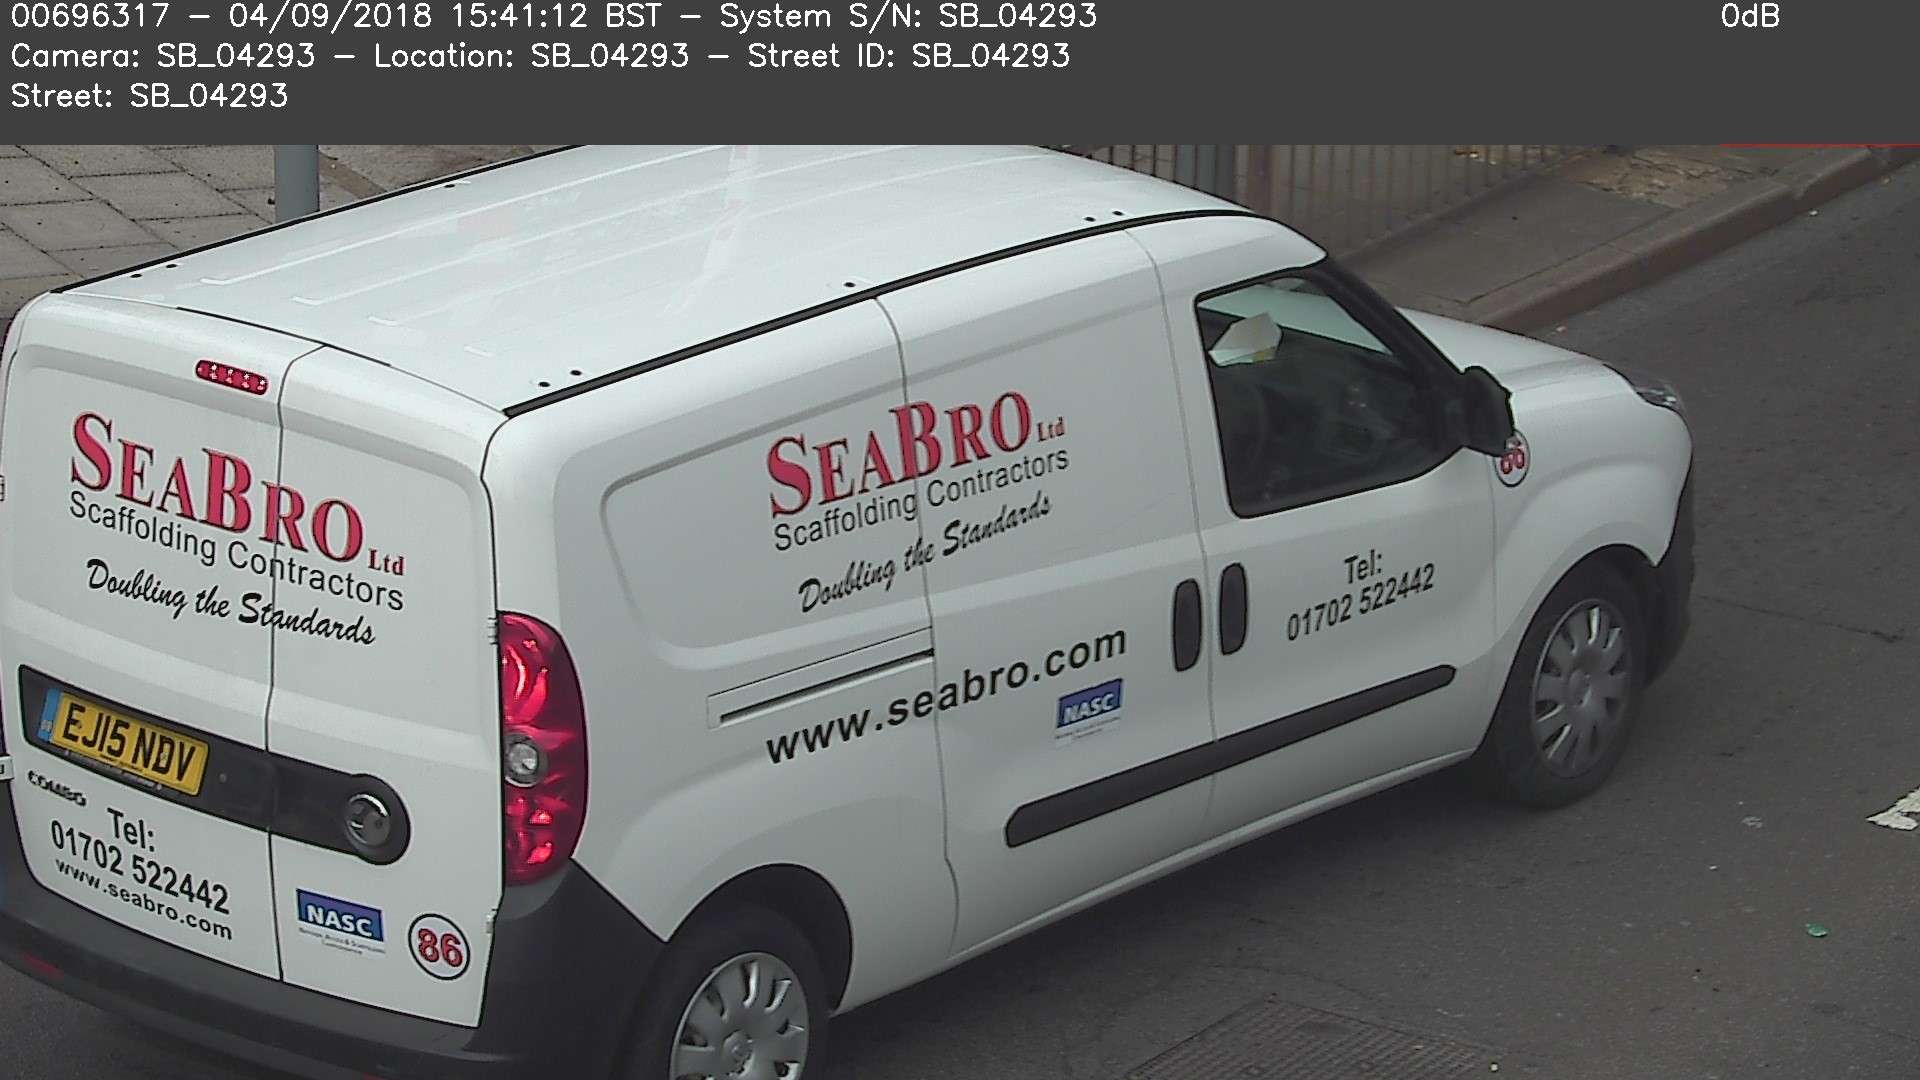 00696317 – 04/09/2018 15:41:12 BST – System S/N: SB_04293
0dB
Camera: SB_04293 – Location: SB_04293 – Street ID: SB_04293
Street: SB_04293
SEABRO Ltd
Scaffolding Contractors
Doubling the Standards
EJ15 NDV
COMBO
Tel:
01702 522442
www.seabro.com
NASC
86
SEABRO Ltd
Scaffolding Contractors
Doubling the Standards
www.seabro.com
NASC
Tel:
01702 522442
86